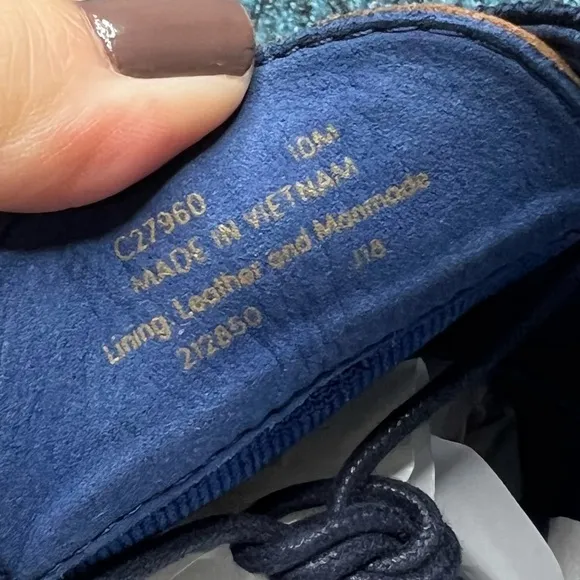 C27960 10M
MADE IN VIETNAM
Lining, Leather and Manmade
212850 J18